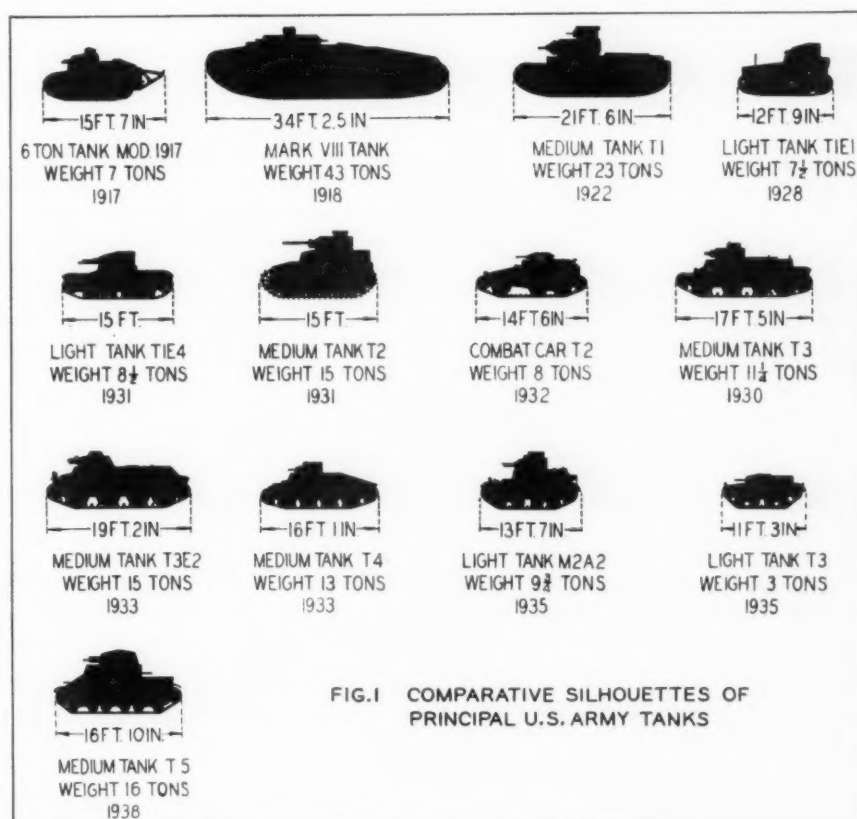 15FT. 7IN.
6 TON TANK MOD. 1917
WEIGHT 7 TONS
1917
34FT. 2.5 IN
MARK VIII TANK
WEIGHT 43 TONS
1918
21FT. 6IN
MEDIUM TANK T1
WEIGHT 23 TONS
1922
12FT. 9IN
LIGHT TANK T1E1
WEIGHT 7½ TONS
1928
15 FT.
LIGHT TANK T1E4
WEIGHT 8½ TONS
1931
15 FT.
MEDIUM TANK T2
WEIGHT 15 TONS
1931
14FT 6IN
COMBAT CAR T2
WEIGHT 8 TONS
1932
17FT. 5IN
MEDIUM TANK T3
WEIGHT 11¼ TONS
1930
19FT. 2IN
MEDIUM TANK T3E2
WEIGHT 15 TONS
1933
16FT 1IN
MEDIUM TANK T4
WEIGHT 13 TONS
1933
13FT. 7IN
LIGHT TANK M2A2
WEIGHT 9¾ TONS
1935
11FT. 3IN
LIGHT TANK T3
WEIGHT 3 TONS
1935
16FT. 10IN.
MEDIUM TANK T5
WEIGHT 16 TONS
1938
FIG.1 COMPARATIVE SILHOUETTES OF
PRINCIPAL U.S. ARMY TANKS